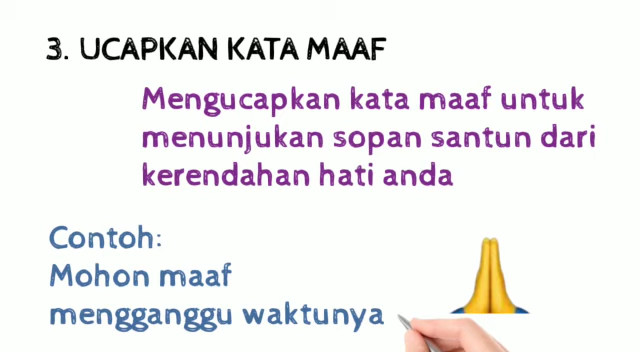 3. UCAPKAN KATA MAAF
Mengucapkan kata maaf untuk
menunjukan sopan santun dari
kerendahan hati anda
Contoh:
Mohon maaf
mengganggu waktunya